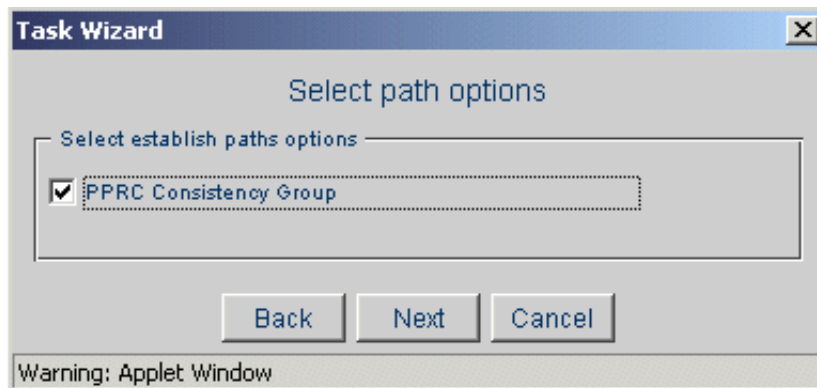 Task Wizard
Select path options
Select establish paths options
PPRC Consistency Group
Back Next Cancel
Warning: Applet Window